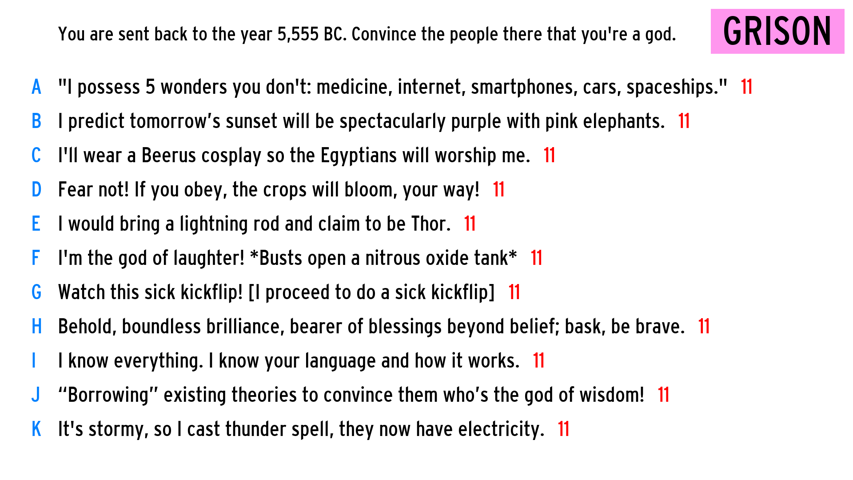 You are sent back to the year 5,555 BC. Convince the people there that you're a god.
GRISON
A "I possess 5 wonders you don't: medicine, internet, smartphones, cars, spaceships." 11
B I predict tomorrow’s sunset will be spectacularly purple with pink elephants. 11
C I'll wear a Beerus cosplay so the Egyptians will worship me. 11
D Fear not! If you obey, the crops will bloom, your way! 11
E I would bring a lightning rod and claim to be Thor. 11
F I'm the god of laughter! *Busts open a nitrous oxide tank* 11
G Watch this sick kickflip! [I proceed to do a sick kickflip] 11
H Behold, boundless brilliance, bearer of blessings beyond belief; bask, be brave. 11
I I know everything. I know your language and how it works. 11
J “Borrowing” existing theories to convince them who’s the god of wisdom! 11
K It's stormy, so I cast thunder spell, they now have electricity. 11